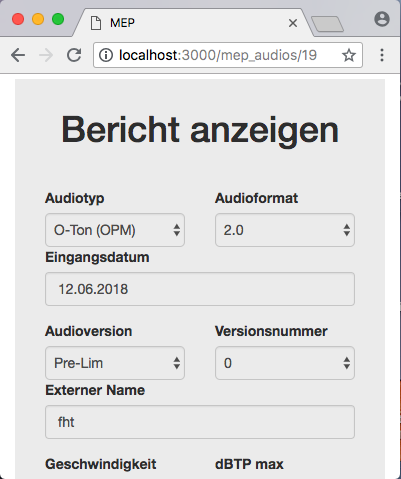 MEP
localhost:3000/mep_audios/19
Bericht anzeigen
Audiotyp Audioformat
O-Ton (OPM) 2.0
Eingangsdatum
12.06.2018
Audioversion Versionsnummer
Pre-Lim 0
Externer Name
fht
Geschwindigkeit dBTP max